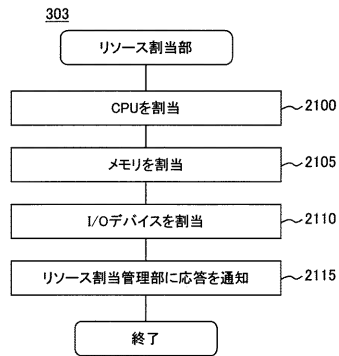 303
リソース割当部
CPUを割当
2100
メモリを割当
2105
I/Oデバイスを割当
2110
リソース割当管理部に応答を通知
2115
終了